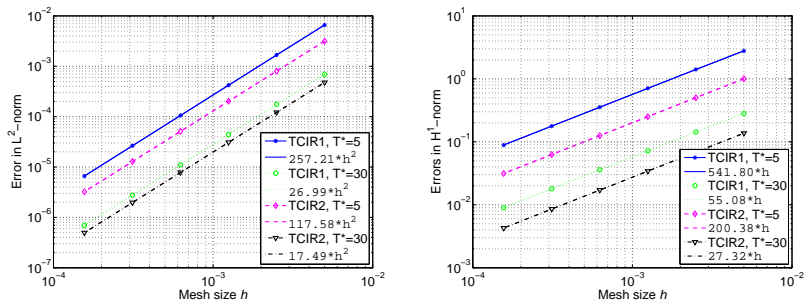 10^−2
10^−3
10^−4
10^−5
10^−6
10^−7
Error in L^2−norm
TCIR1, T*=5
257.21*h^2
TCIR1, T*=30
26.99*h^2
TCIR2, T*=5
117.58*h^2
TCIR2, T*=30
17.49*h^2
10^−4
10^−3
10^−2
Mesh size h
10^1
10^0
10^−1
10^−2
10^−3
Errors in H^1−norm
TCIR1, T*=5
541.80*h
TCIR1, T*=30
55.08*h
TCIR2, T*=5
200.38*h
TCIR2, T*=30
27.32*h
10^−4
10^−3
10^−2
Mesh size h